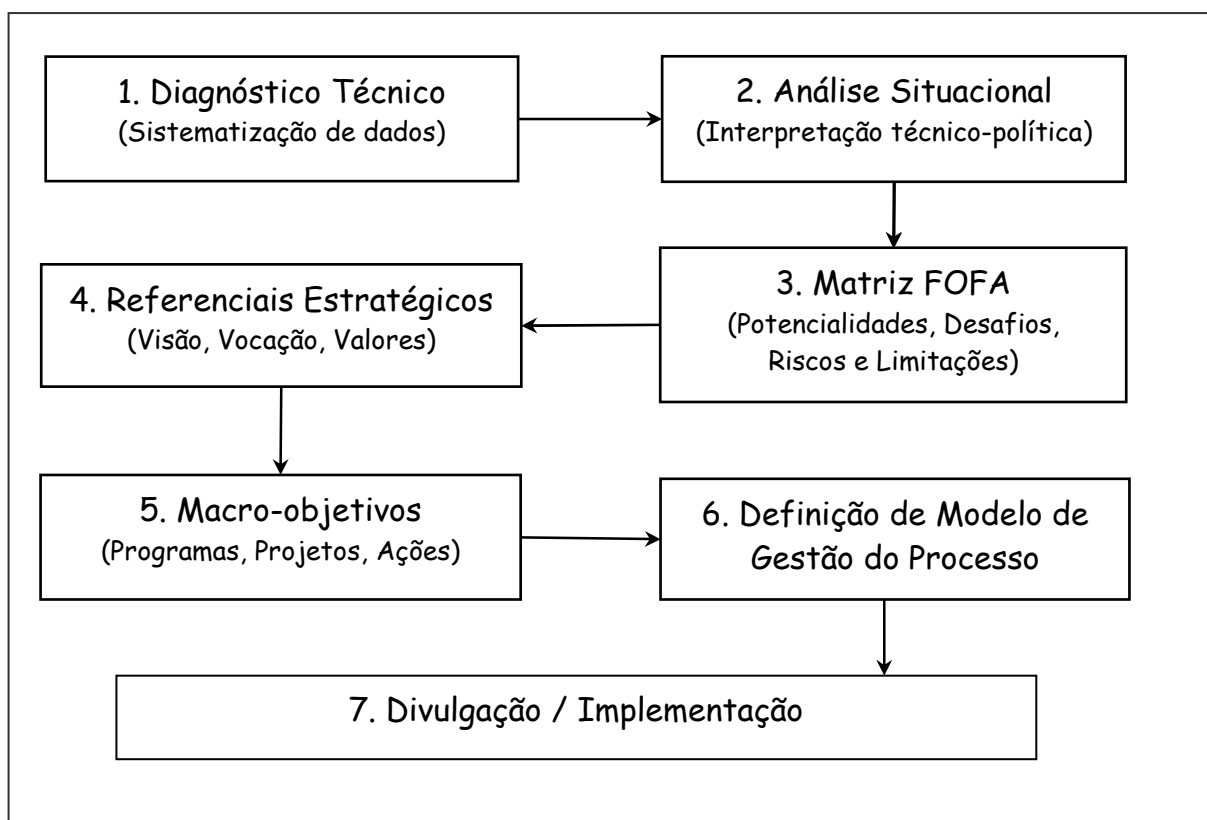 1. Diagnóstico Técnico
(Sistematização de dados)
2. Análise Situacional
(Interpretação técnico-política)
3. Matriz FOFA
(Potencialidades, Desafios,
Riscos e Limitações)
4. Referenciais Estratégicos
(Visão, Vocação, Valores)
5. Macro-objetivos
(Programas, Projetos, Ações)
6. Definição de Modelo de
Gestão do Processo
7. Divulgação / Implementação